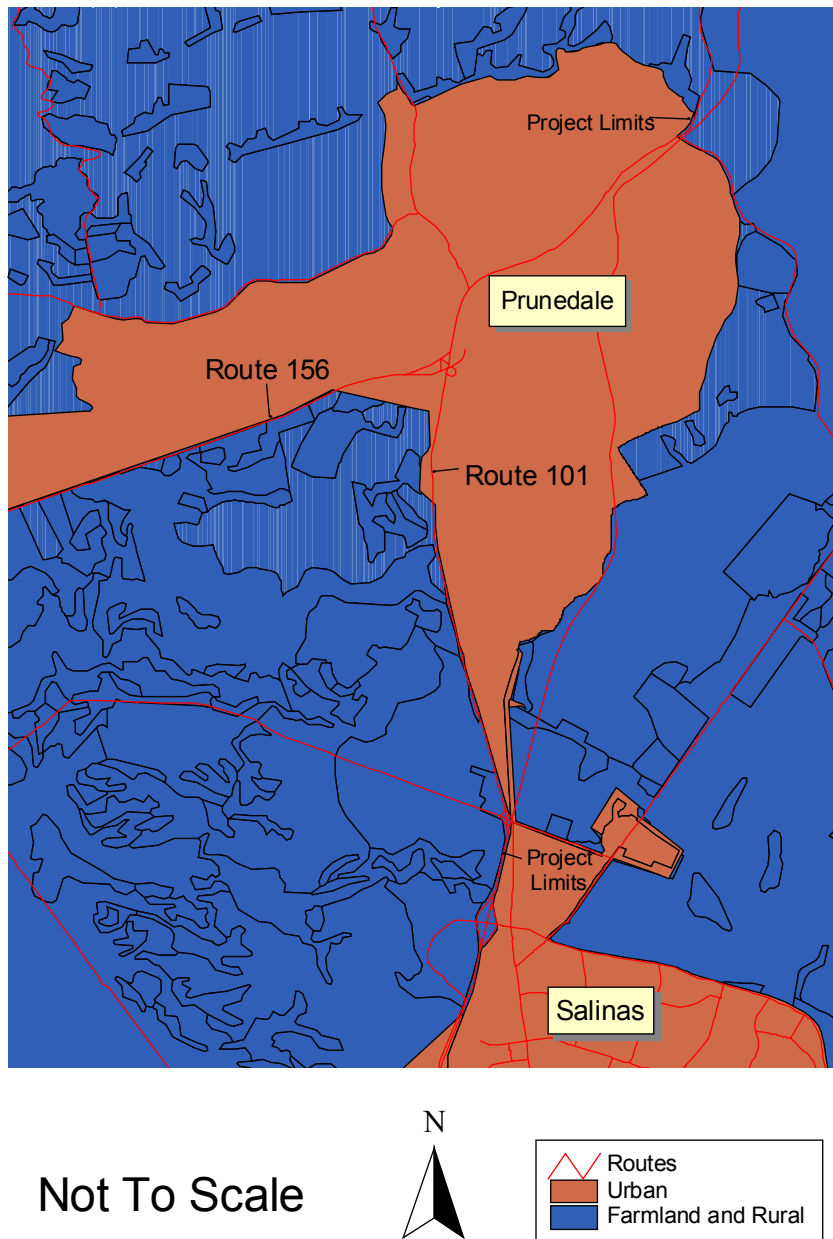 Project Limits
Prunedale
Route 156
Route 101
Project
Limits
Salinas
N
Not To Scale
Routes
Urban
Farmland and Rural